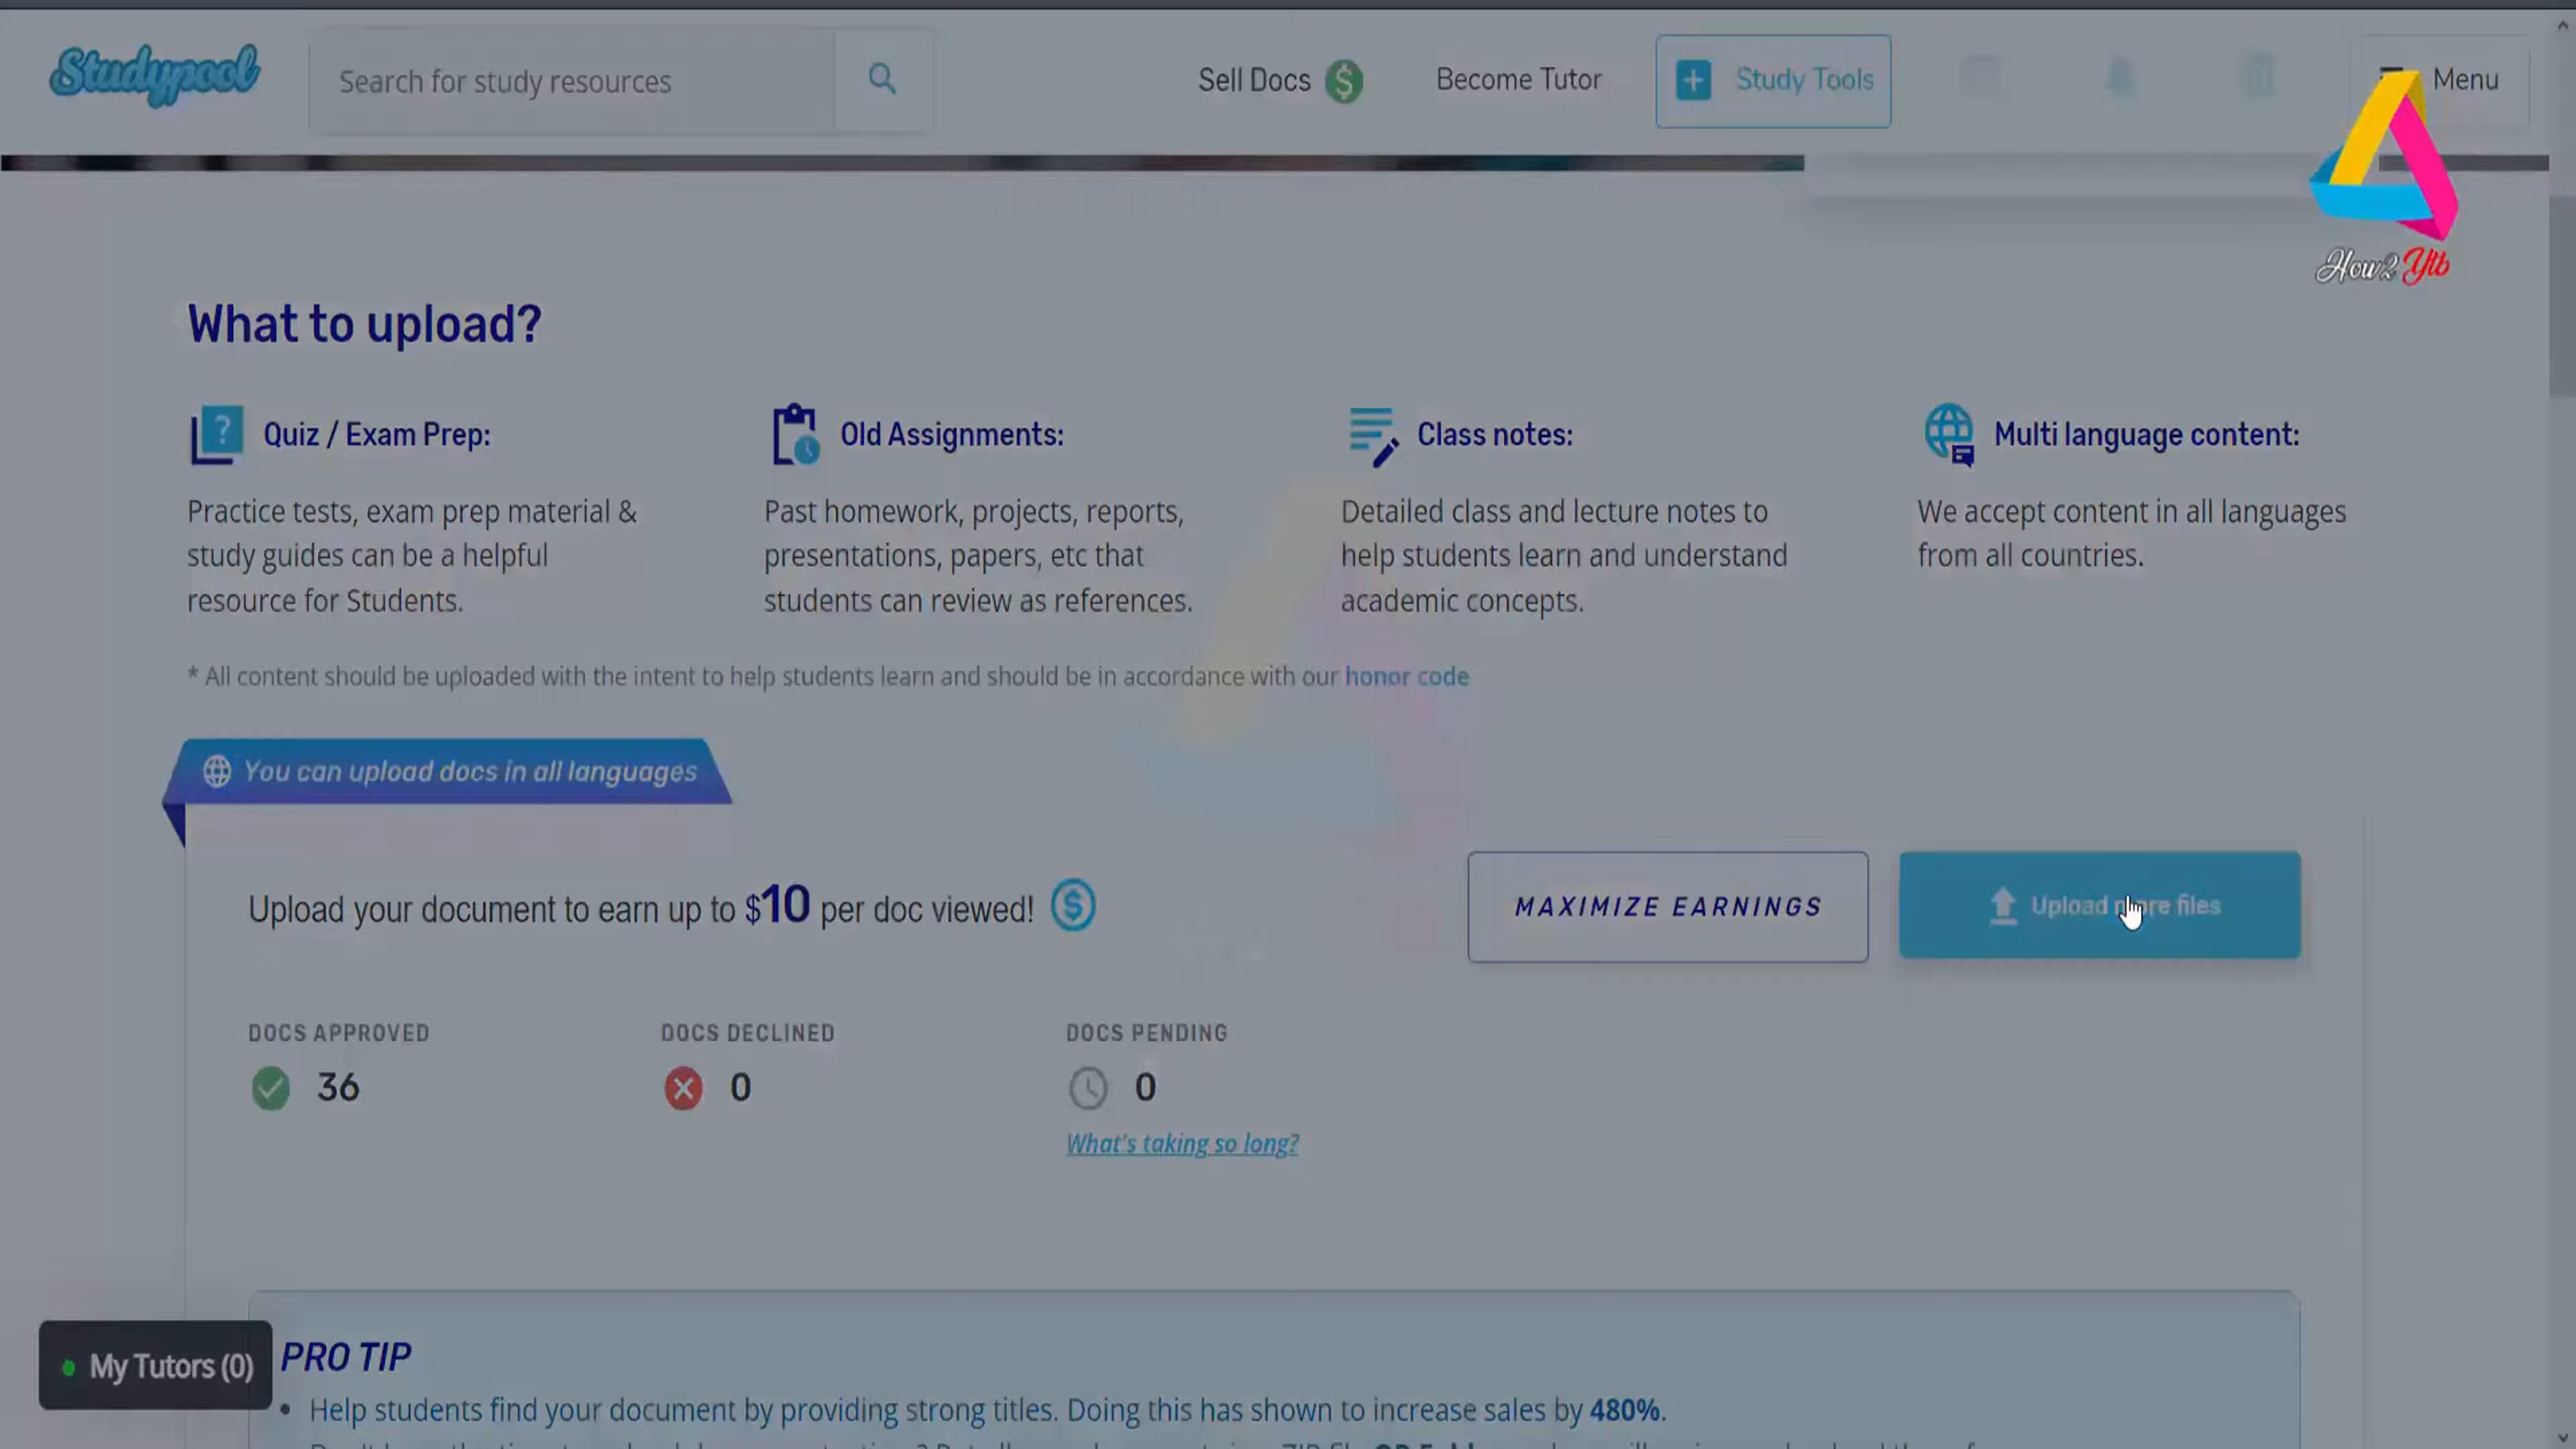 Studypool
Search for study resources
Sell Docs
Become Tutor
Study Tools
Menu
How2 Ytb
What to upload?
Quiz / Exam Prep:
Practice tests, exam prep material &
study guides can be a helpful
resource for Students.
Old Assignments:
Past homework, projects, reports,
presentations, papers, etc that
students can review as references.
Class notes:
Detailed class and lecture notes to
help students learn and understand
academic concepts.
Multi language content:
We accept content in all languages
from all countries.
* All content should be uploaded with the intent to help students learn and should be in accordance with our honor code
You can upload docs in all languages
Upload your document to earn up to $10 per doc viewed!
MAXIMIZE EARNINGS
Upload more files
DOCS APPROVED
36
DOCS DECLINED
0
DOCS PENDING
0
What's taking so long?
My Tutors (0)
PRO TIP
• Help students find your document by providing strong titles. Doing this has shown to increase sales by 480%.